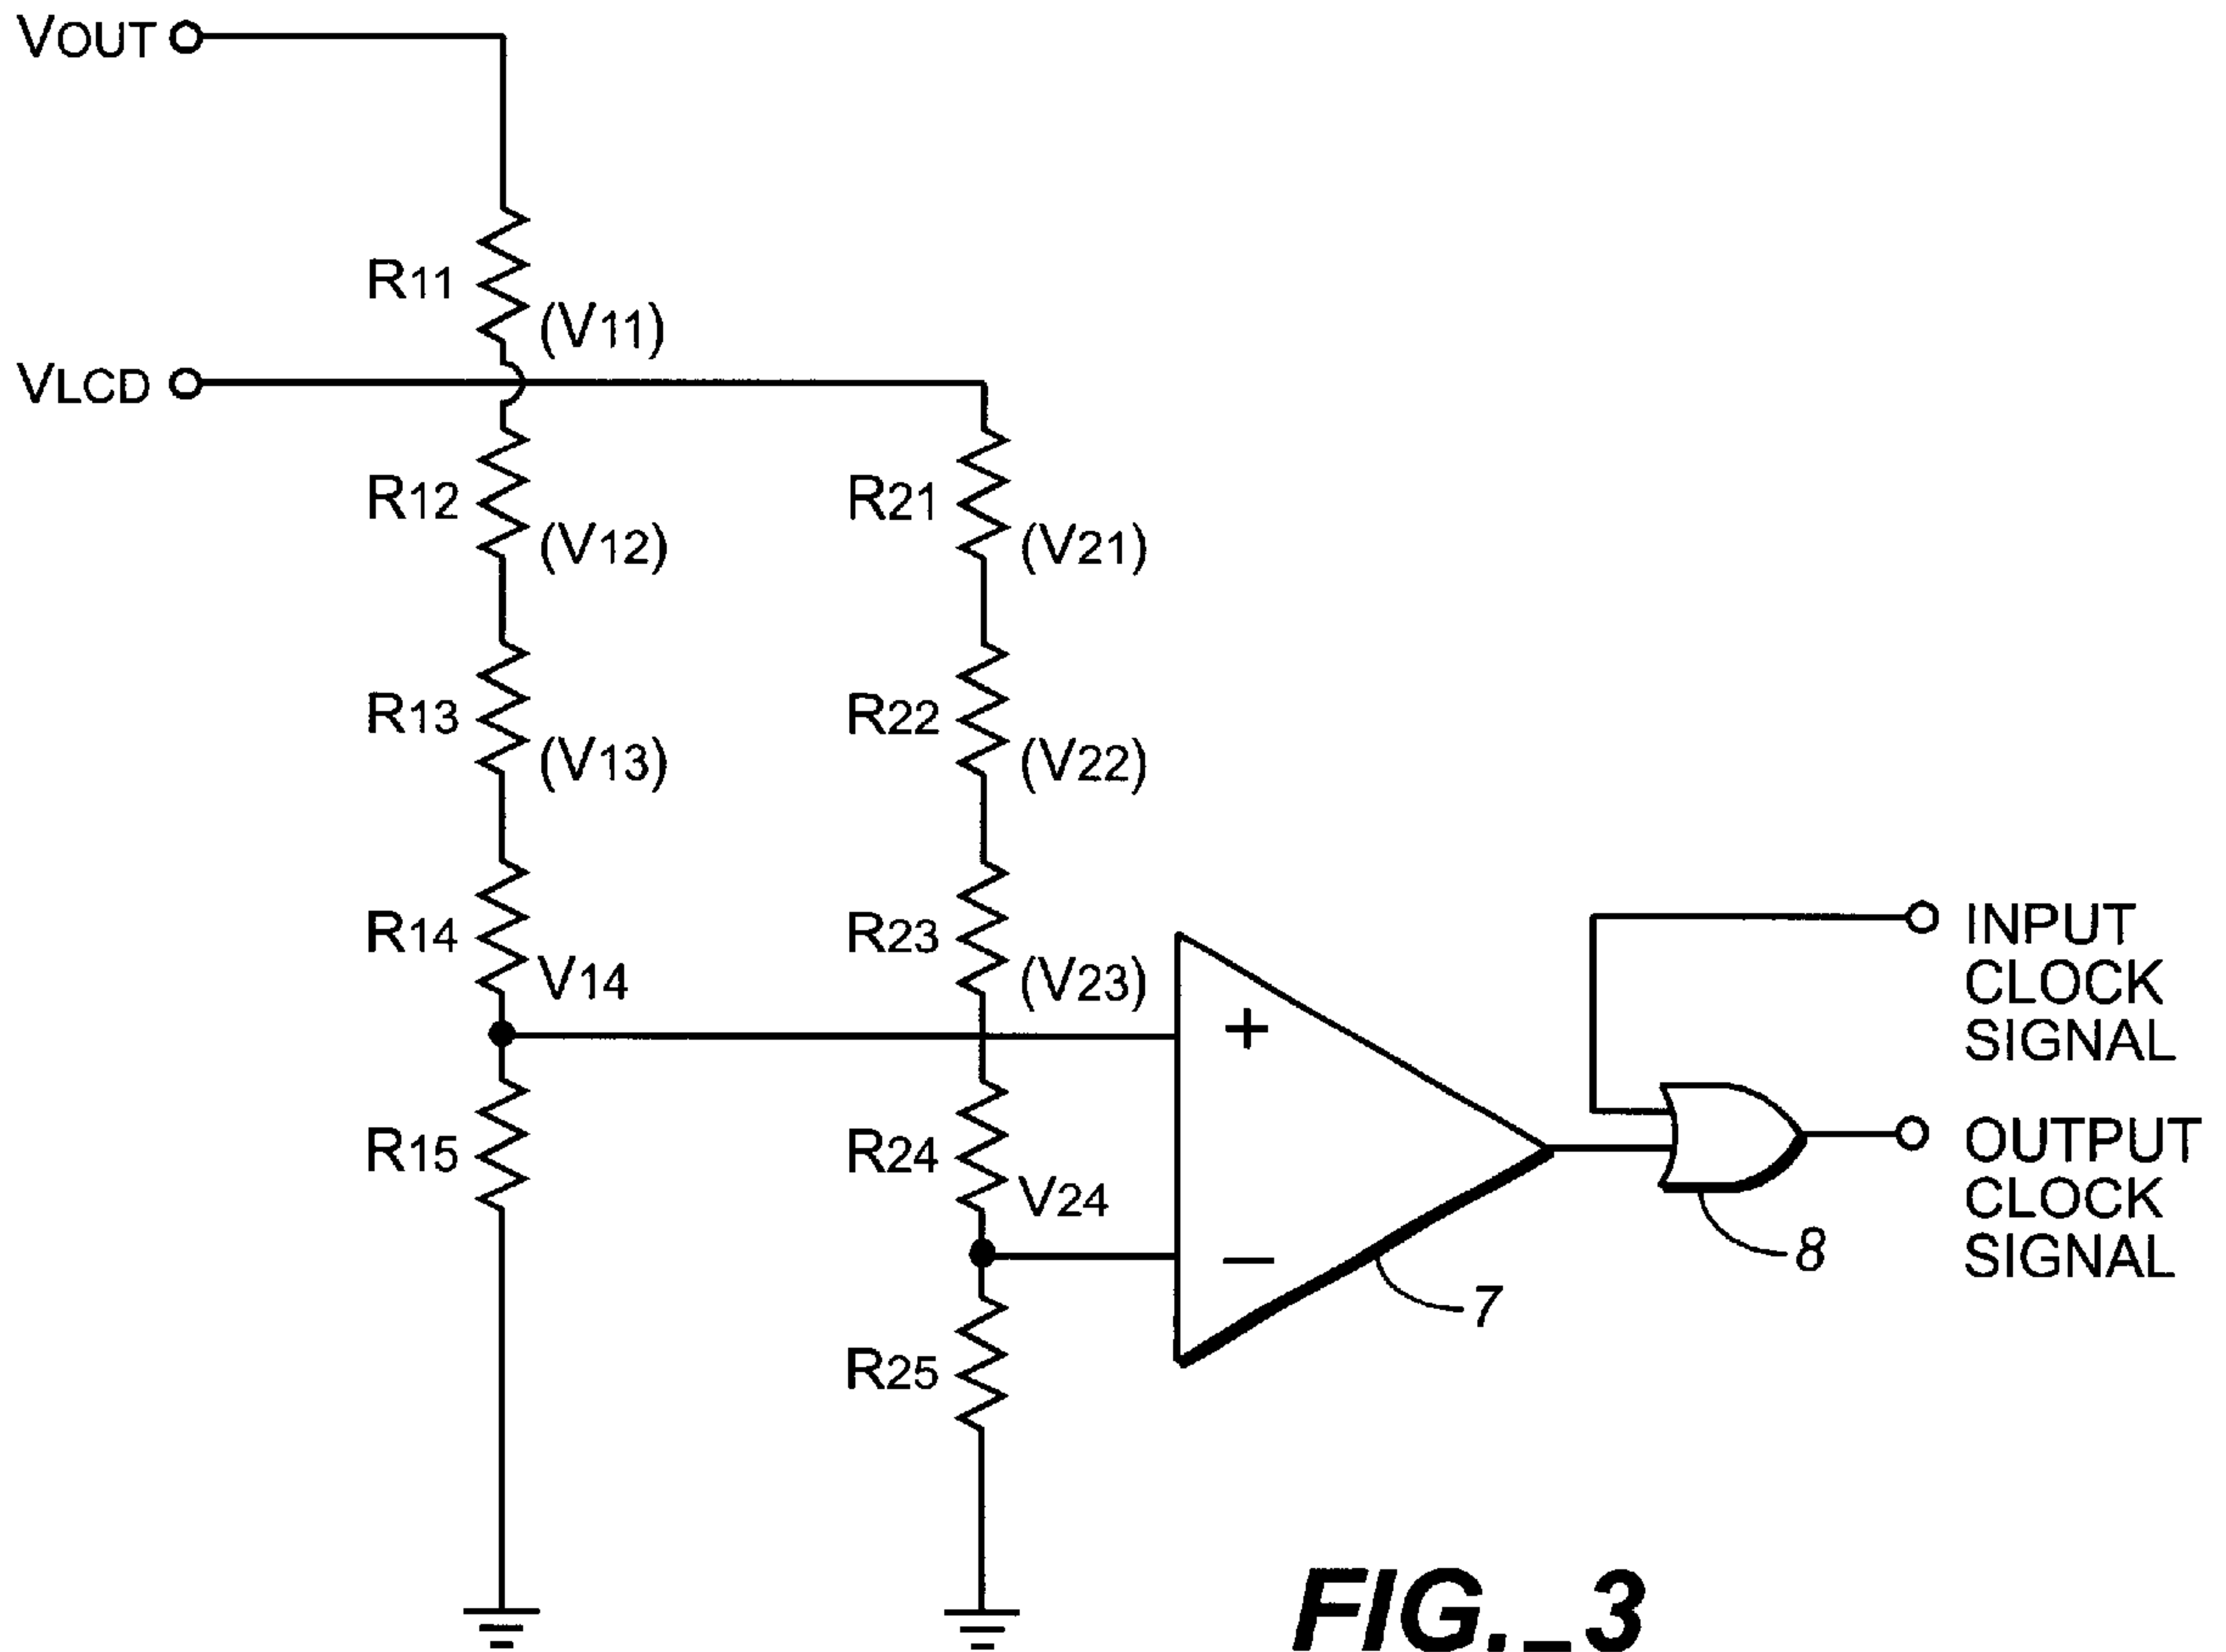 VOUT
R11
(V11)
VLCD
R12
(V12)
R21
(V21)
R13
(V13)
R22
(V22)
R14
V14
R23
(V23)
+
INPUT
CLOCK
SIGNAL
R15
R24
V24
–
R25
7
8
OUTPUT
CLOCK
SIGNAL
FIG._3